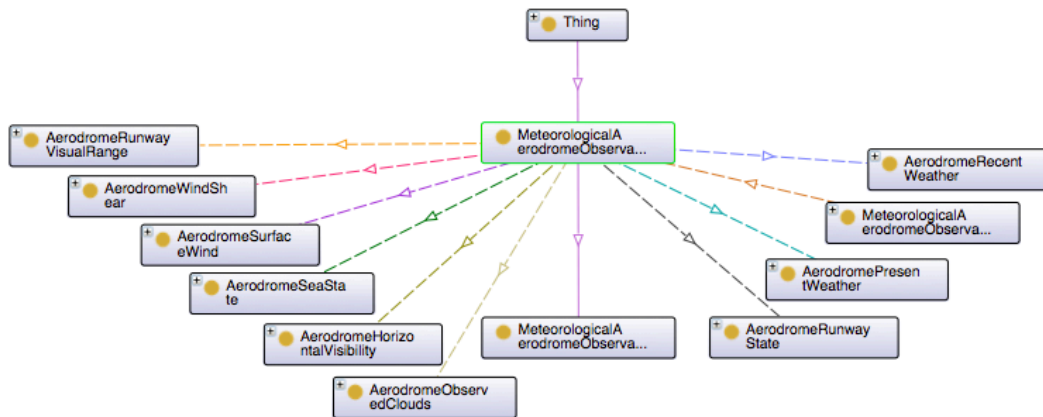 Thing
MeteorologicalA
erodromeObserva...
AerodromeRunway
VisualRange
AerodromeRecent
Weather
AerodromeWindSh
ear
MeteorologicalA
erodromeObserva...
AerodromeSurfac
eWind
AerodromePresen
tWeather
AerodromeSeaSta
te
AerodromeHorizo
ntalVisibility
MeteorologicalA
erodromeObserva...
AerodromeRunway
State
AerodromeObserv
edClouds